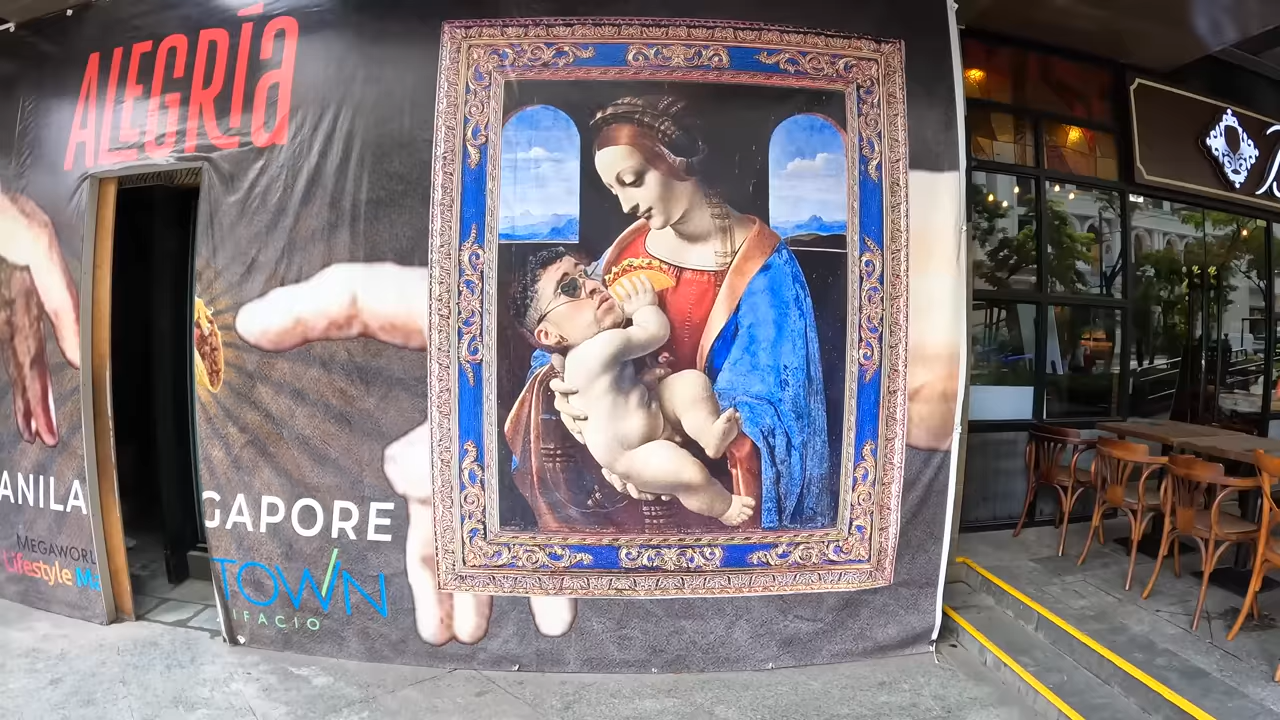 ALEGRÍA
ANILA
GAPORE
MEGAWORL
Lifestyle Ma
TOWN
IFACIO